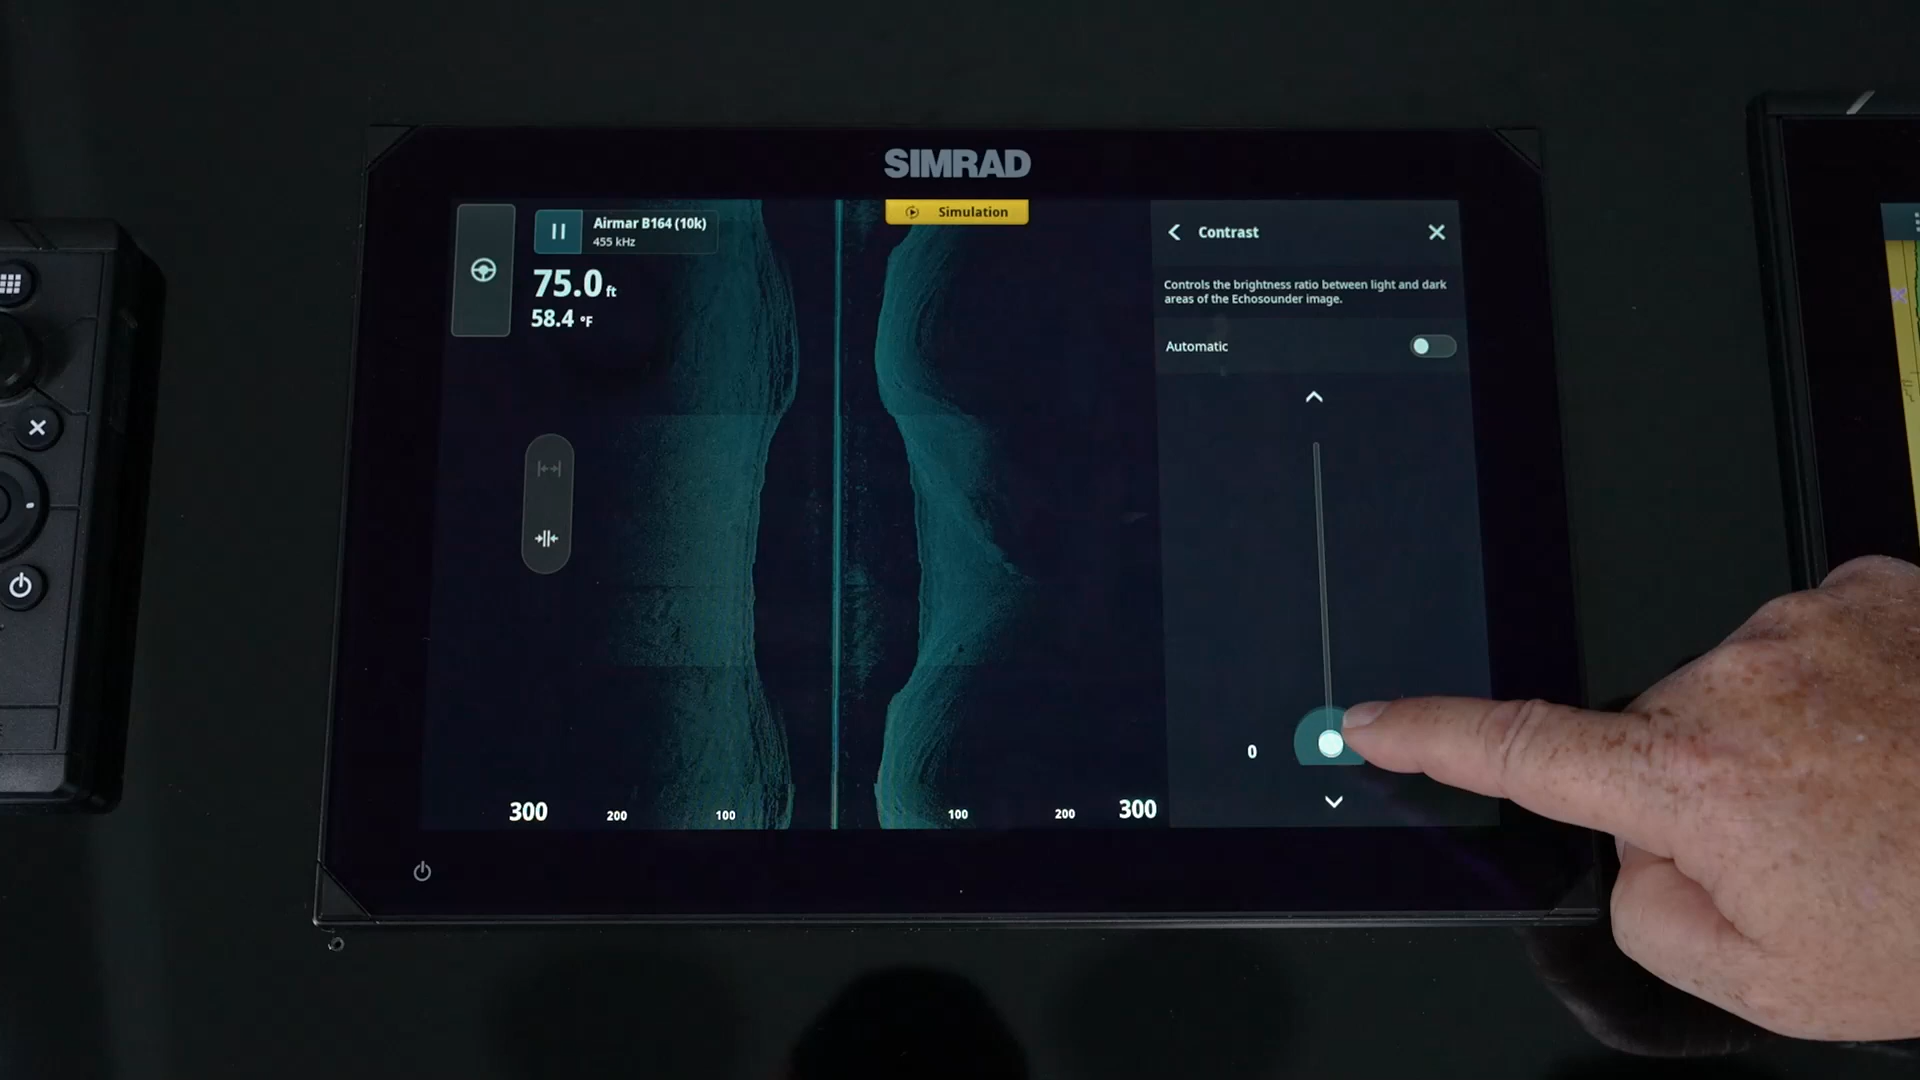 SIMRAD
Simulation
Airmar B164 (10k)
455 kHz
75.0 ft
58.4 °F
Contrast
Controls the brightness ratio between light and dark
areas of the Echosounder image.
Automatic
0
300 200 100 100 200 300